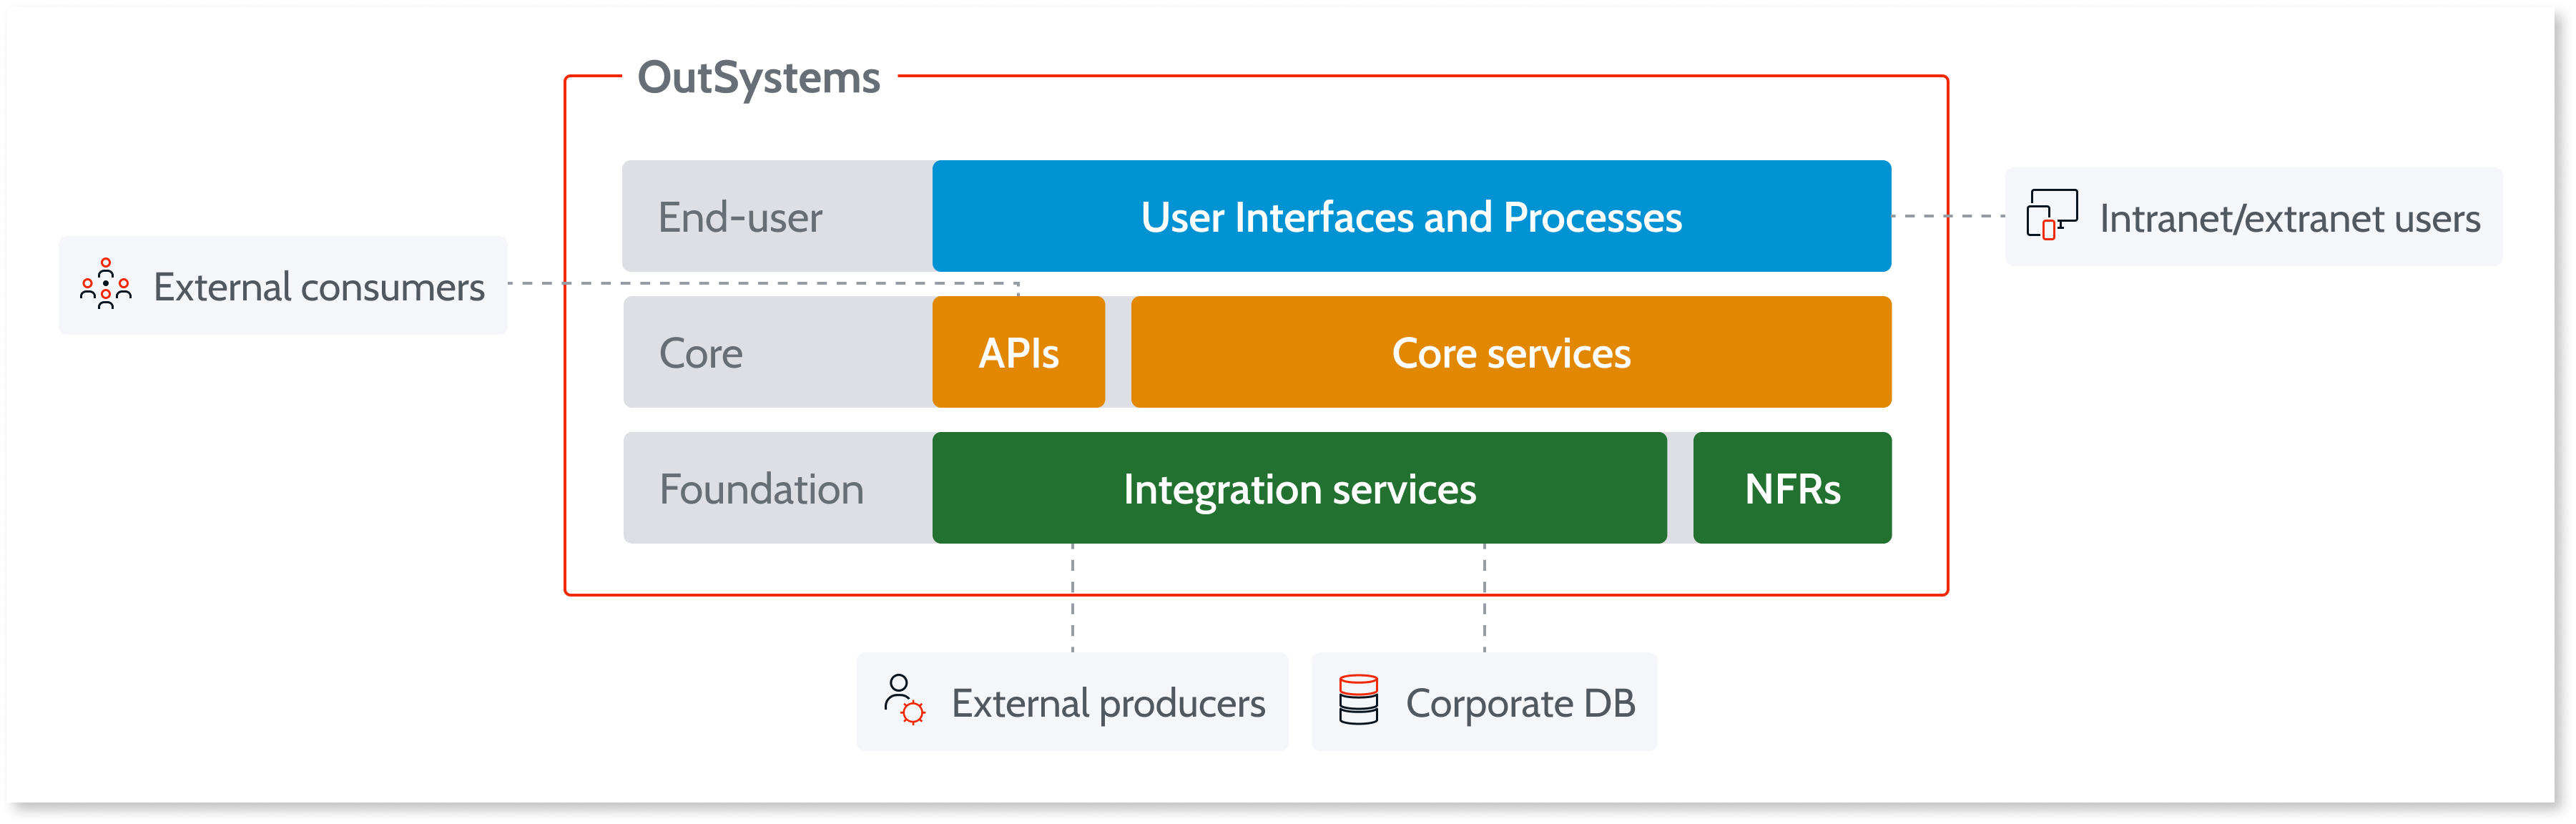 OutSystems
End-user
User Interfaces and Processes
Intranet/extranet users
External consumers
Core
APIs
Core services
Foundation
Integration services
NFRs
External producers
Corporate DB